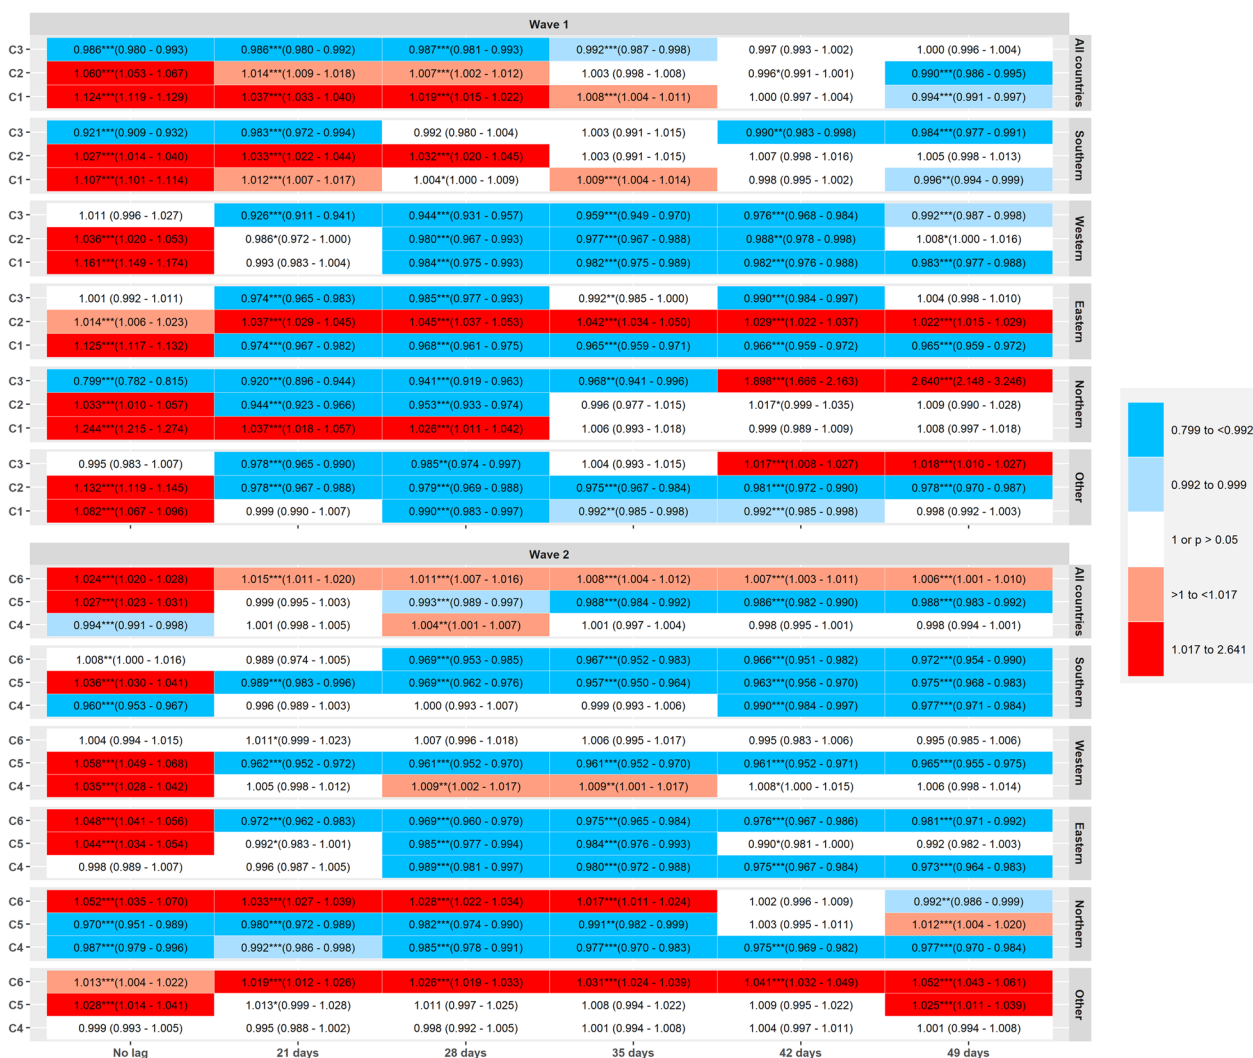 Wave 1
All countries
C3 0.986***(0.980 - 0.993) 0.986***(0.980 - 0.992) 0.987***(0.981 - 0.993) 0.992***(0.987 - 0.998) 0.997 (0.993 - 1.002) 1.000 (0.996 - 1.004)
C2 1.060***(1.053 - 1.067) 1.014***(1.009 - 1.018) 1.007***(1.002 - 1.012) 1.003 (0.998 - 1.008) 0.996*(0.991 - 1.001) 0.990***(0.986 - 0.995)
C1 1.124***(1.119 - 1.129) 1.037***(1.033 - 1.040) 1.019***(1.015 - 1.022) 1.008***(1.004 - 1.011) 1.000 (0.997 - 1.004) 0.994***(0.991 - 0.997)
Southern
C3 0.921***(0.909 - 0.932) 0.983***(0.972 - 0.994) 0.992 (0.980 - 1.004) 1.003 (0.991 - 1.015) 0.990**(0.983 - 0.998) 0.984***(0.977 - 0.991)
C2 1.027***(1.014 - 1.040) 1.033***(1.022 - 1.044) 1.032***(1.020 - 1.045) 1.003 (0.991 - 1.015) 1.007 (0.998 - 1.016) 1.005 (0.998 - 1.013)
C1 1.107***(1.101 - 1.114) 1.012***(1.007 - 1.017) 1.004*(1.000 - 1.009) 1.009***(1.004 - 1.014) 0.998 (0.995 - 1.002) 0.996**(0.994 - 0.999)
Western
C3 1.011 (0.996 - 1.027) 0.926***(0.911 - 0.941) 0.944***(0.931 - 0.957) 0.959***(0.949 - 0.970) 0.976***(0.968 - 0.984) 0.992***(0.987 - 0.998)
C2 1.036***(1.020 - 1.053) 0.986*(0.972 - 1.000) 0.980***(0.967 - 0.993) 0.977***(0.967 - 0.988) 0.988**(0.978 - 0.998) 1.008*(1.000 - 1.016)
C1 1.161***(1.149 - 1.174) 0.993 (0.983 - 1.004) 0.984***(0.975 - 0.993) 0.982***(0.975 - 0.989) 0.982***(0.976 - 0.988) 0.983***(0.977 - 0.988)
Eastern
C3 1.001 (0.992 - 1.011) 0.974***(0.965 - 0.983) 0.985***(0.977 - 0.993) 0.992**(0.985 - 1.000) 0.990***(0.984 - 0.997) 1.004 (0.998 - 1.010)
C2 1.014***(1.006 - 1.023) 1.037***(1.029 - 1.045) 1.045***(1.037 - 1.053) 1.042***(1.034 - 1.050) 1.029***(1.022 - 1.037) 1.022***(1.015 - 1.029)
C1 1.125***(1.117 - 1.132) 0.974***(0.967 - 0.982) 0.968***(0.961 - 0.975) 0.965***(0.959 - 0.971) 0.966***(0.959 - 0.972) 0.965***(0.959 - 0.972)
Northern
C3 0.799***(0.782 - 0.815) 0.920***(0.896 - 0.944) 0.941***(0.919 - 0.963) 0.968**(0.941 - 0.996) 1.898***(1.666 - 2.163) 2.640***(2.148 - 3.246)
C2 1.033***(1.010 - 1.057) 0.944***(0.923 - 0.966) 0.953***(0.933 - 0.974) 0.996 (0.977 - 1.015) 1.017*(0.999 - 1.035) 1.009 (0.990 - 1.028)
C1 1.244***(1.215 - 1.274) 1.037***(1.018 - 1.057) 1.026***(1.011 - 1.042) 1.006 (0.993 - 1.018) 0.999 (0.989 - 1.009) 1.008 (0.997 - 1.018)
Other
C3 0.995 (0.983 - 1.007) 0.978***(0.965 - 0.990) 0.985**(0.974 - 0.997) 1.004 (0.993 - 1.015) 1.017***(1.008 - 1.027) 1.018***(1.010 - 1.027)
C2 1.132***(1.119 - 1.145) 0.978***(0.967 - 0.988) 0.979***(0.969 - 0.988) 0.975***(0.967 - 0.984) 0.981***(0.972 - 0.990) 0.978***(0.970 - 0.987)
C1 1.082***(1.067 - 1.096) 0.999 (0.990 - 1.007) 0.990***(0.983 - 0.997) 0.992**(0.985 - 0.998) 0.992***(0.985 - 0.998) 0.998 (0.992 - 1.003)
Wave 2
All countries
C6 1.024***(1.020 - 1.028) 1.015***(1.011 - 1.020) 1.011***(1.007 - 1.016) 1.008***(1.004 - 1.012) 1.007***(1.003 - 1.011) 1.006***(1.001 - 1.010)
C5 1.027***(1.023 - 1.031) 0.999 (0.995 - 1.003) 0.993***(0.989 - 0.997) 0.988***(0.984 - 0.992) 0.986***(0.982 - 0.990) 0.988***(0.983 - 0.992)
C4 0.994***(0.991 - 0.998) 1.001 (0.998 - 1.005) 1.004**(1.001 - 1.007) 1.001 (0.997 - 1.004) 0.998 (0.995 - 1.001) 0.998 (0.994 - 1.001)
Southern
C6 1.008**(1.000 - 1.016) 0.989 (0.974 - 1.005) 0.969***(0.953 - 0.985) 0.967***(0.952 - 0.983) 0.966***(0.951 - 0.982) 0.972***(0.954 - 0.990)
C5 1.036***(1.030 - 1.041) 0.989***(0.983 - 0.996) 0.969***(0.962 - 0.976) 0.957***(0.950 - 0.964) 0.963***(0.956 - 0.970) 0.975***(0.968 - 0.983)
C4 0.960***(0.953 - 0.967) 0.996 (0.989 - 1.003) 1.000 (0.993 - 1.007) 0.999 (0.993 - 1.006) 0.990***(0.984 - 0.997) 0.977***(0.971 - 0.984)
Western
C6 1.004 (0.994 - 1.015) 1.011*(0.999 - 1.023) 1.007 (0.996 - 1.018) 1.006 (0.995 - 1.017) 0.995 (0.983 - 1.006) 0.995 (0.985 - 1.006)
C5 1.058***(1.049 - 1.068) 0.962***(0.952 - 0.972) 0.961***(0.952 - 0.970) 0.961***(0.952 - 0.970) 0.961***(0.952 - 0.971) 0.965***(0.955 - 0.975)
C4 1.035***(1.028 - 1.042) 1.005 (0.998 - 1.012) 1.009**(1.002 - 1.017) 1.009**(1.001 - 1.017) 1.008*(1.000 - 1.015) 1.006 (0.998 - 1.014)
Eastern
C6 1.048***(1.041 - 1.056) 0.972***(0.962 - 0.983) 0.969***(0.960 - 0.979) 0.975***(0.965 - 0.984) 0.976***(0.967 - 0.986) 0.981***(0.971 - 0.992)
C5 1.044***(1.034 - 1.054) 0.992*(0.983 - 1.001) 0.985***(0.977 - 0.994) 0.984***(0.976 - 0.993) 0.990*(0.981 - 1.000) 0.992 (0.982 - 1.003)
C4 0.998 (0.989 - 1.007) 0.996 (0.987 - 1.005) 0.989***(0.981 - 0.997) 0.980***(0.972 - 0.988) 0.975***(0.967 - 0.984) 0.973***(0.964 - 0.983)
Northern
C6 1.052***(1.035 - 1.070) 1.033***(1.027 - 1.039) 1.028***(1.022 - 1.034) 1.017***(1.011 - 1.024) 1.002 (0.996 - 1.009) 0.992**(0.986 - 0.999)
C5 0.970***(0.951 - 0.989) 0.980***(0.972 - 0.989) 0.982***(0.974 - 0.990) 0.991**(0.982 - 0.999) 1.003 (0.995 - 1.011) 1.012***(1.004 - 1.020)
C4 0.987***(0.979 - 0.996) 0.992***(0.986 - 0.998) 0.985***(0.978 - 0.991) 0.977***(0.970 - 0.983) 0.975***(0.969 - 0.982) 0.977***(0.970 - 0.984)
Other
C6 1.013***(1.004 - 1.022) 1.019***(1.012 - 1.026) 1.026***(1.019 - 1.033) 1.031***(1.024 - 1.039) 1.041***(1.032 - 1.049) 1.052***(1.043 - 1.061)
C5 1.028***(1.014 - 1.041) 1.013*(0.999 - 1.028) 1.011 (0.997 - 1.025) 1.008 (0.994 - 1.022) 1.009 (0.995 - 1.022) 1.025***(1.011 - 1.039)
C4 0.999 (0.993 - 1.005) 0.995 (0.988 - 1.002) 0.998 (0.992 - 1.005) 1.001 (0.994 - 1.008) 1.004 (0.997 - 1.011) 1.001 (0.994 - 1.008)
No lag 21 days 28 days 35 days 42 days 49 days
0.799 to <0.992
0.992 to 0.999
1 or p > 0.05
>1 to <1.017
1.017 to 2.641